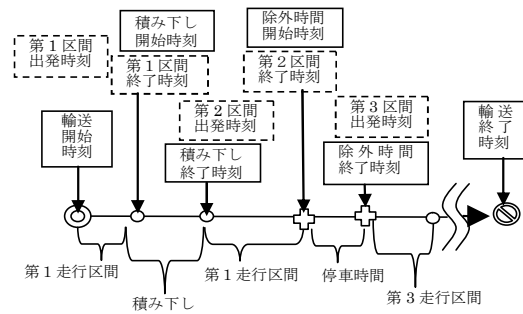 積み下し
開始時刻
除外時間
開始時刻
第１区間
出発時刻
第１区間
終了時刻
第２区間
終了時刻
第２区間
出発時刻
第３区間
出発時刻
輸送
開始
時刻
積み下し
終了時刻
除外時間
終了時刻
輸送
終了
時刻
第１走行区間
積み下し
第１走行区間
停車時間
第３走行区間